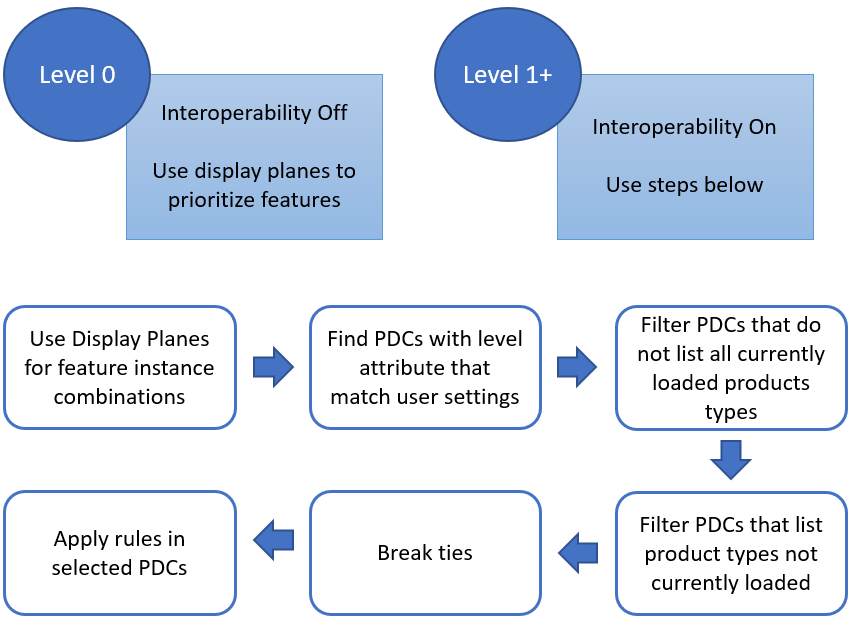 Level 0
Interoperability Off
Use display planes to
prioritize features
Level 1+
Interoperability On
Use steps below
Use Display Planes
for feature instance
combinations
Find PDCs with level
attribute that
match user settings
Filter PDCs that do
not list all currently
loaded products
types
Filter PDCs that list
product types not
currently loaded
Break ties
Apply rules in
selected PDCs